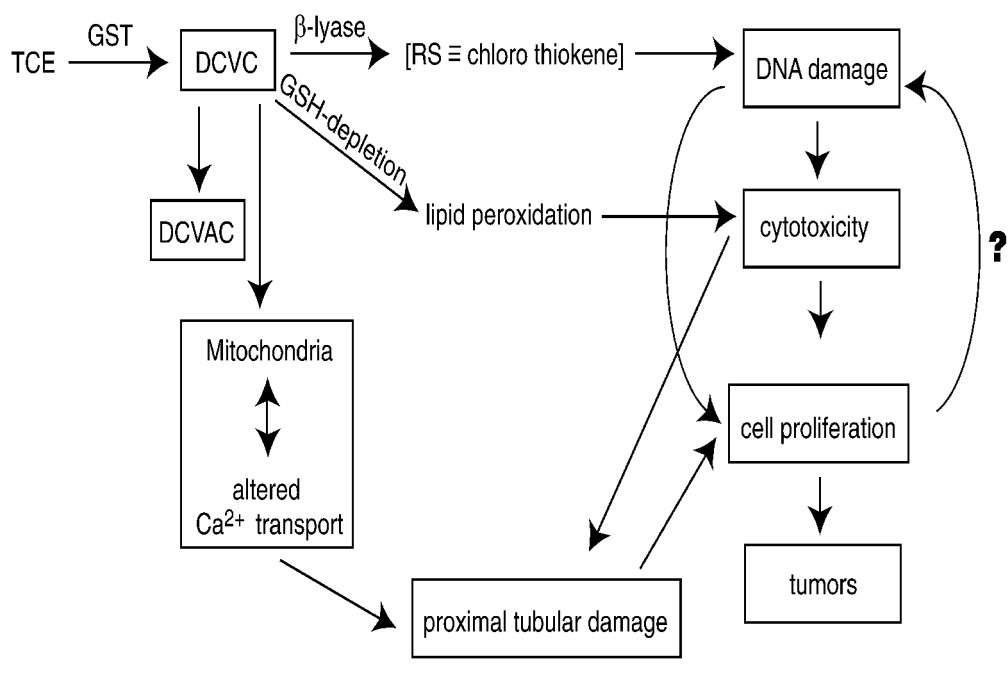 GST
β-lyase
TCE
DCVC
[RS ≡ chloro thiokene]
DNA damage
GSH-depletion
DCVAC
lipid peroxidation
cytotoxicity
?
Mitochondria
altered
Ca2+ transport
cell proliferation
proximal tubular damage
tumors